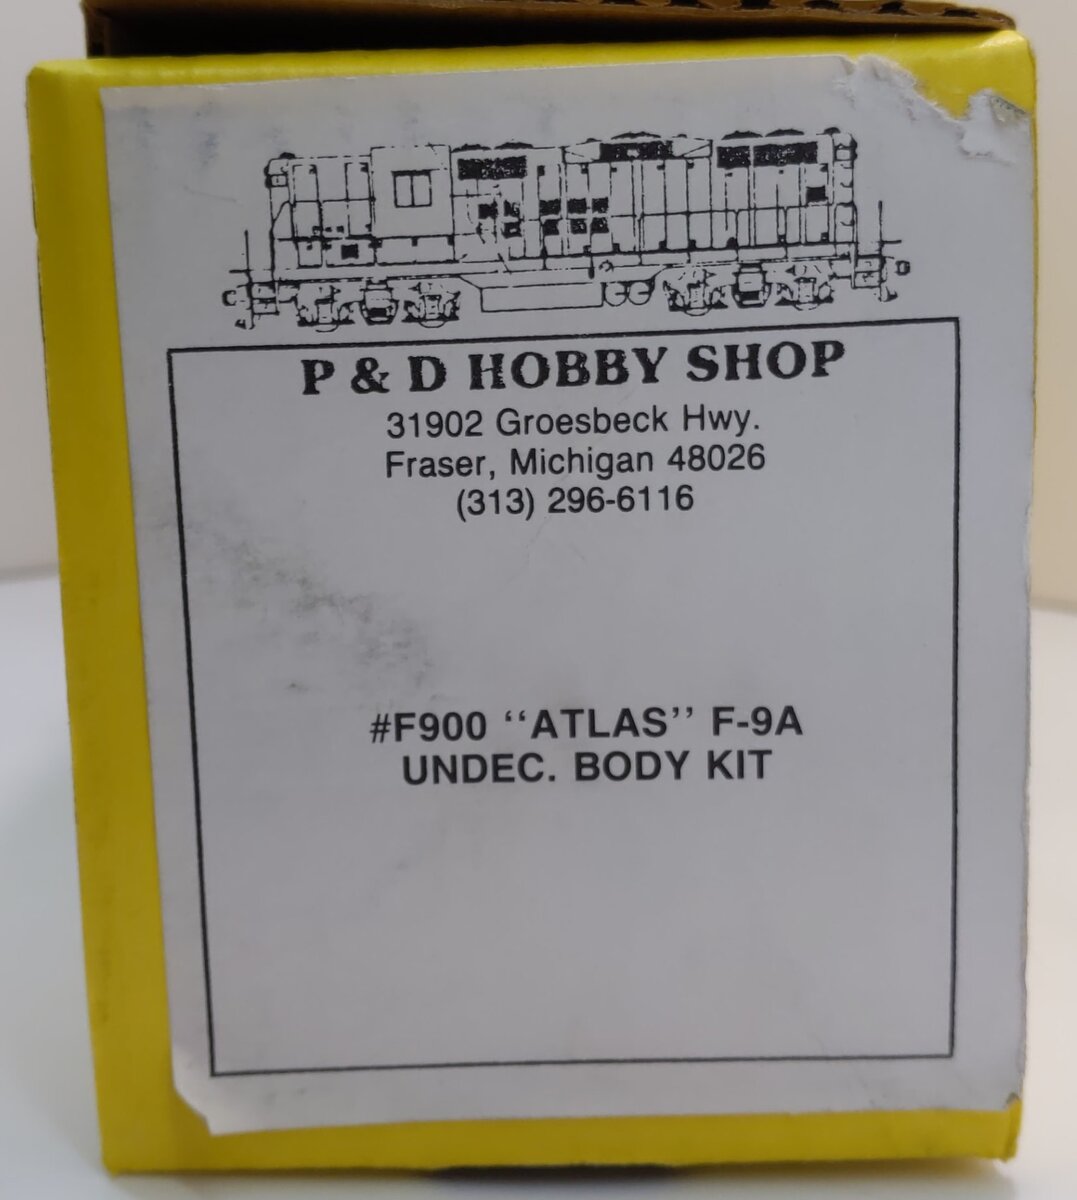 P & D HOBBY SHOP
31902 Groesbeck Hwy.
Fraser, Michigan 48026
(313) 296-6116
#F900 “ATLAS” F-9A
UNDEC. BODY KIT